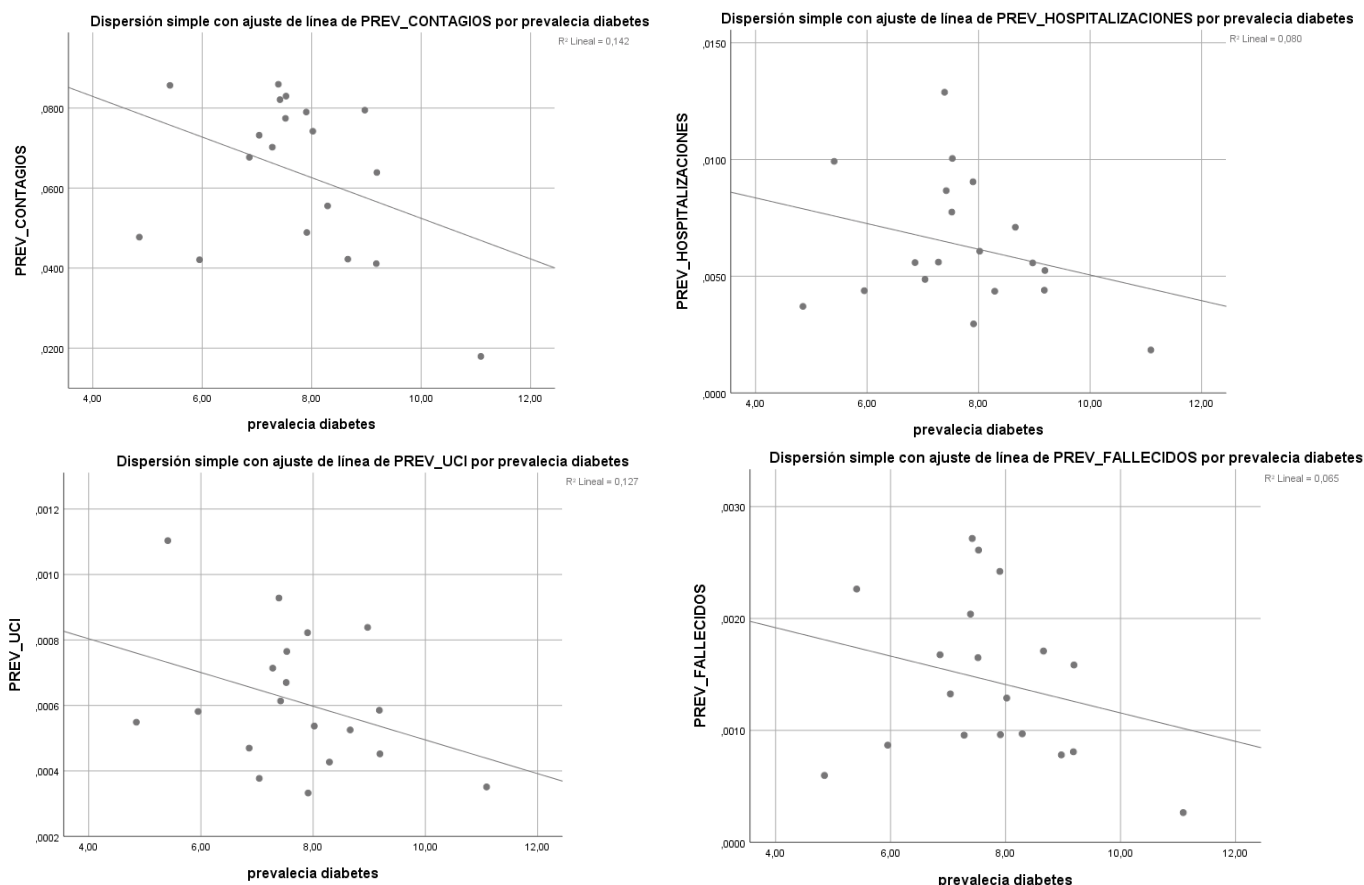 Dispersión simple con ajuste de línea de PREV_CONTAGIOS por prevalecia diabetes
R² Lineal = 0,142
PREV_CONTAGIOS
,0800
,0600
,0400
,0200
4,00 6,00 8,00 10,00 12,00
prevalecia diabetes
Dispersión simple con ajuste de línea de PREV_HOSPITALIZACIONES por prevalecia diabetes
R² Lineal = 0,080
PREV_HOSPITALIZACIONES
,0150
,0100
,0050
,0000
4,00 6,00 8,00 10,00 12,00
prevalecia diabetes
Dispersión simple con ajuste de línea de PREV_UCI por prevalecia diabetes
R² Lineal = 0,127
PREV_UCI
,0012
,0010
,0008
,0006
,0004
,0002
4,00 6,00 8,00 10,00 12,00
prevalecia diabetes
Dispersión simple con ajuste de línea de PREV_FALLECIDOS por prevalecia diabetes
R² Lineal = 0,065
PREV_FALLECIDOS
,0030
,0020
,0010
,0000
4,00 6,00 8,00 10,00 12,00
prevalecia diabetes